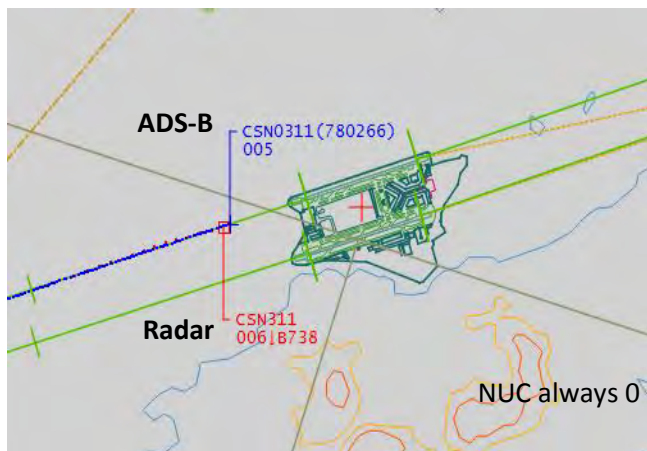 ADS-B
CSN0311(780266)
005
Radar
CSN311
006↓B738
NUC always 0